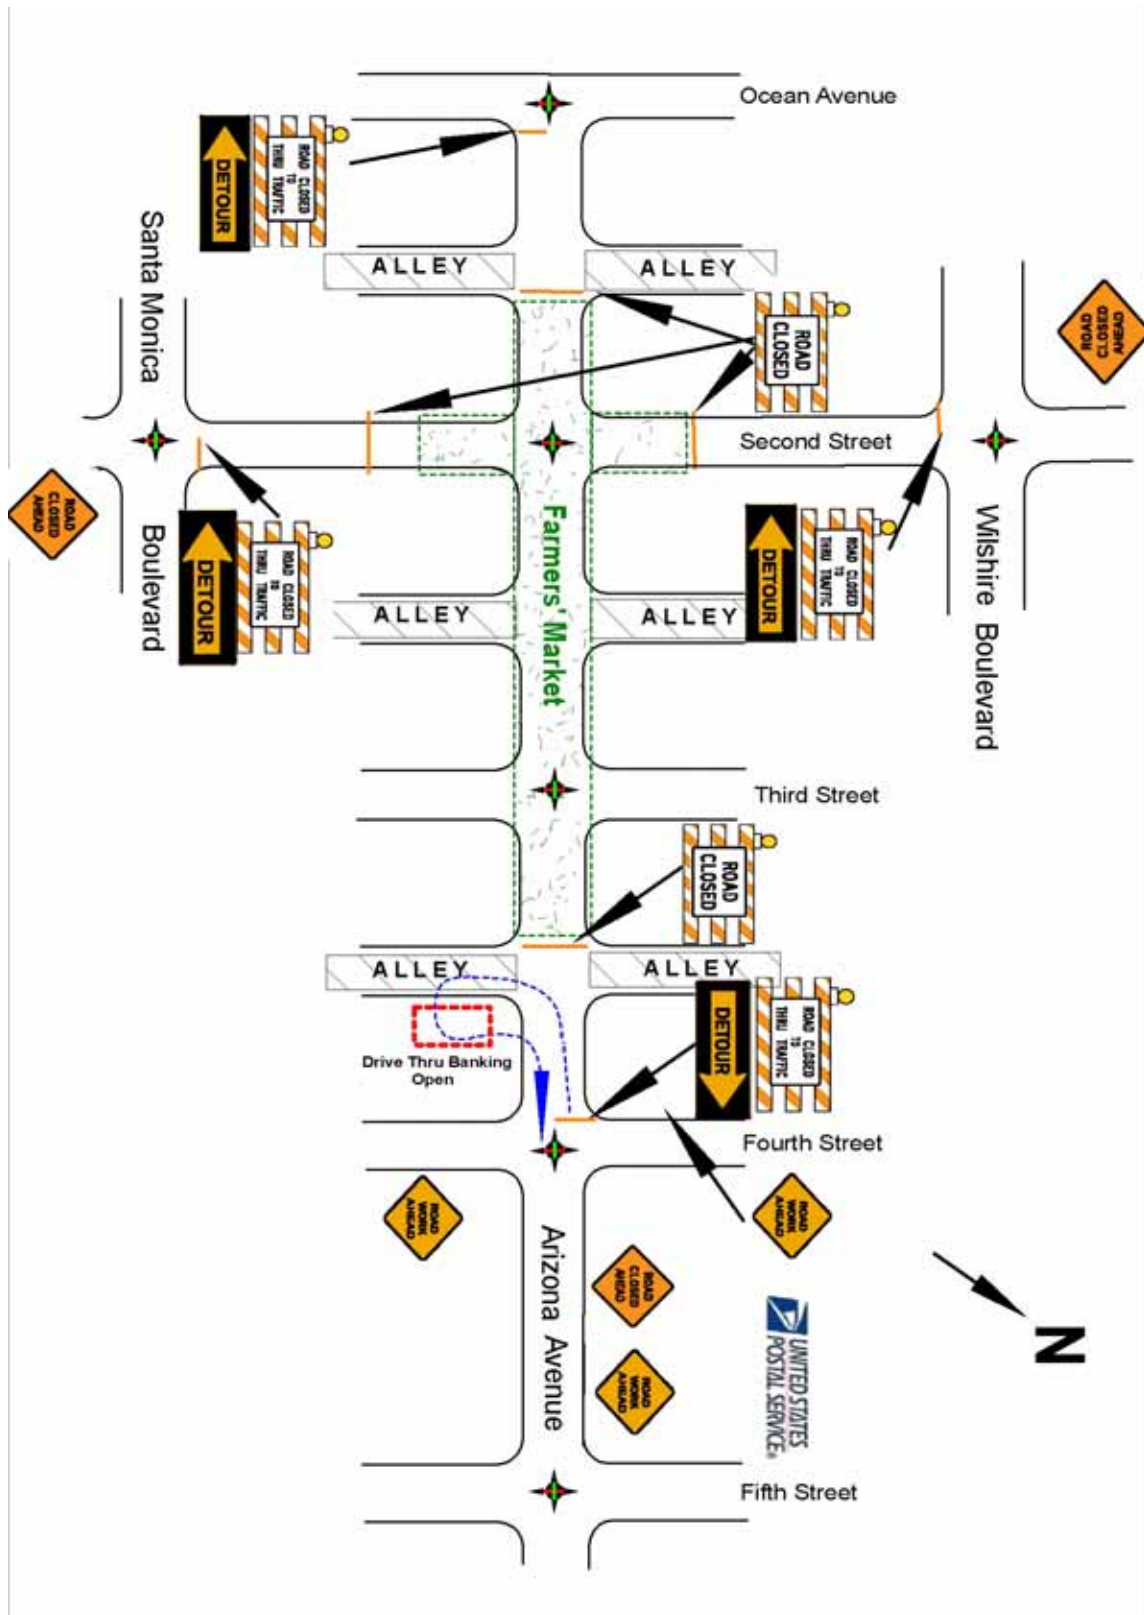 Ocean Avenue
ROAD CLOSED
TO
THRU TRAFFIC
DETOUR
Santa Monica
Boulevard
ALLEY
ALLEY
ROAD
CLOSED
ROAD
CLOSED
AHEAD
Second Street
Wilshire Boulevard
ROAD
CLOSED
AHEAD
ROAD CLOSED
TO
THRU TRAFFIC
DETOUR
Farmers' Market
ROAD CLOSED
TO
THRU TRAFFIC
DETOUR
ALLEY
ALLEY
Third Street
ROAD
CLOSED
ALLEY
ALLEY
ROAD CLOSED
TO
THRU TRAFFIC
DETOUR
Drive Thru Banking
Open
Fourth Street
ROAD
WORK
AHEAD
ROAD
WORK
AHEAD
Arizona Avenue
ROAD
CLOSED
AHEAD
ROAD
WORK
AHEAD
UNITED STATES
POSTAL SERVICE®
N
Fifth Street